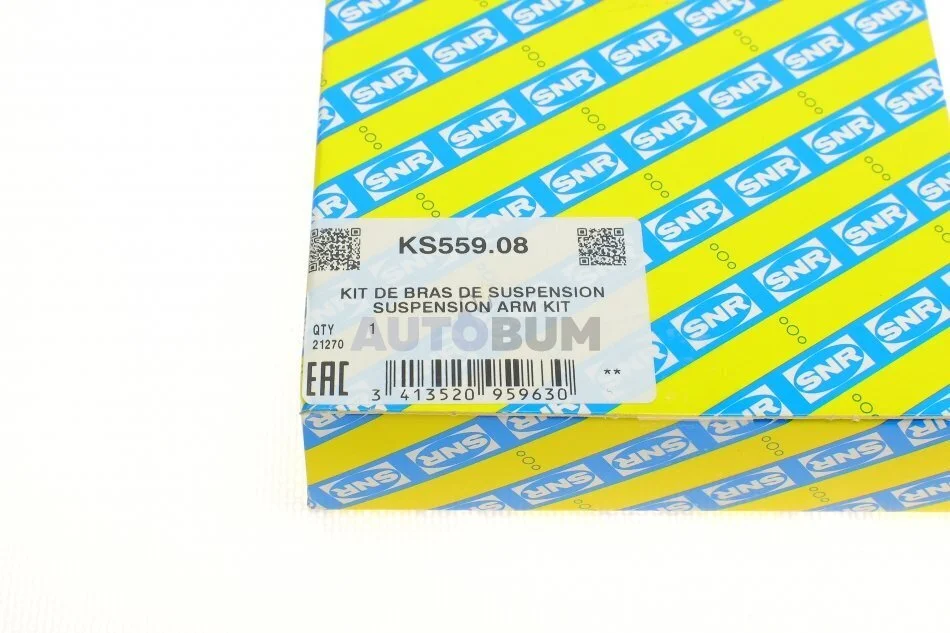 SNR
KS559.08
KIT DE BRAS DE SUSPENSION
SUSPENSION ARM KIT
AUTOBUM
QTY 1
21270
EAC
**
3 413520 959630